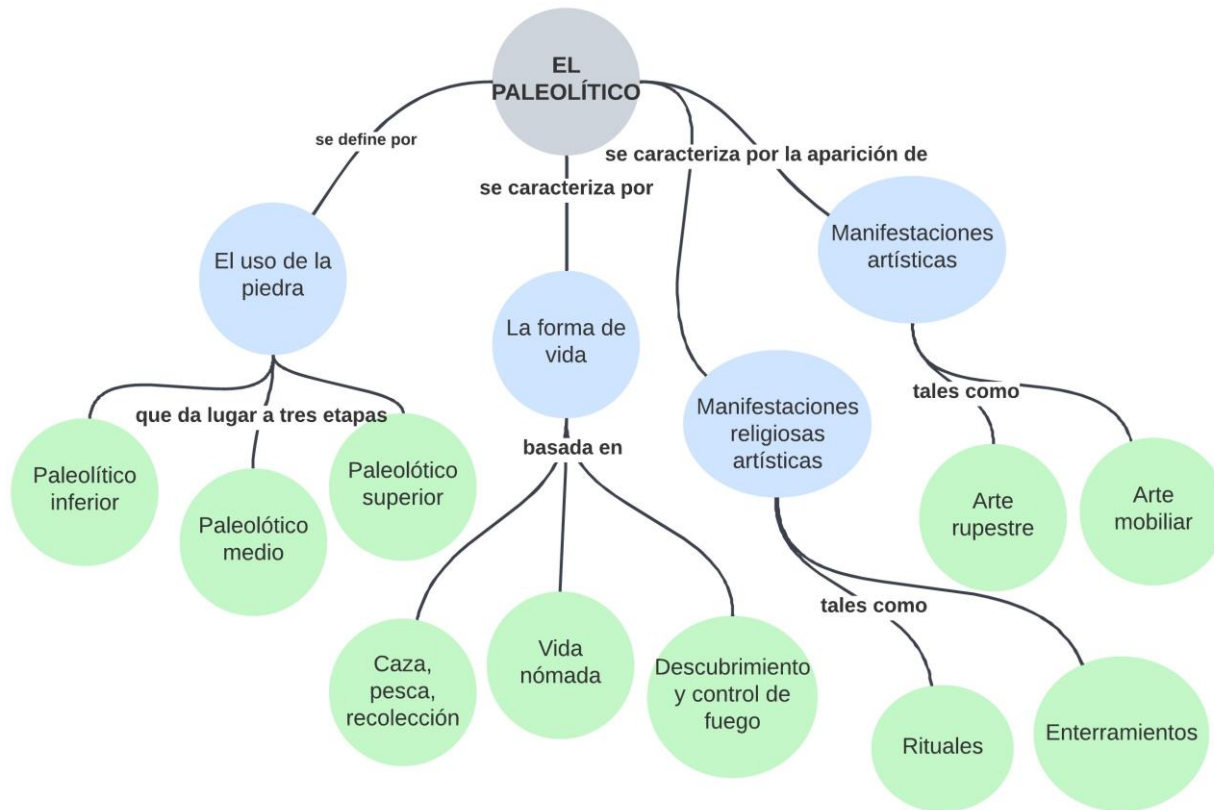 EL
PALEOLÍTICO
se define por
se caracteriza por
se caracteriza por la aparición de
El uso de la
piedra
La forma de
vida
Manifestaciones
religiosas
artísticas
Manifestaciones
artísticas
que da lugar a tres etapas
Paleolítico
inferior
Paleolótico
medio
Paleolótico
superior
basada en
Caza,
pesca,
recolección
Vida
nómada
Descubrimiento
y control de
fuego
tales como
Rituales
Enterramientos
tales como
Arte
rupestre
Arte
mobiliar